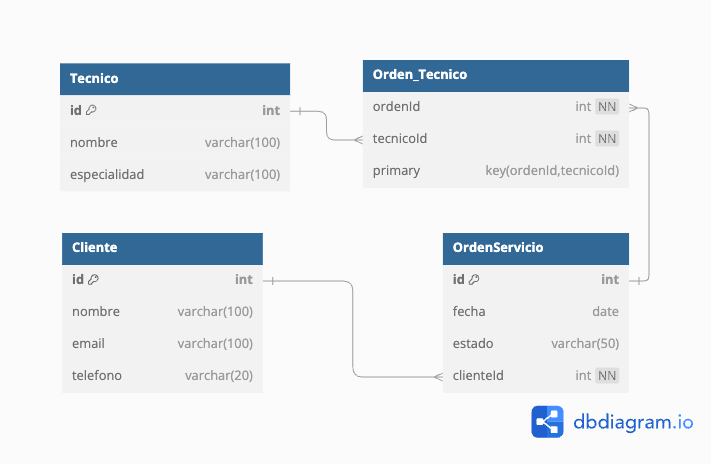 Tecnico
id int
nombre varchar(100)
especialidad varchar(100)
Orden_Tecnico
ordenId int NN
tecnicoId int NN
primary key(ordenId,tecnicoId)
Cliente
id int
nombre varchar(100)
email varchar(100)
telefono varchar(20)
OrdenServicio
id int
fecha date
estado varchar(50)
clienteId int NN
dbdiagram.io